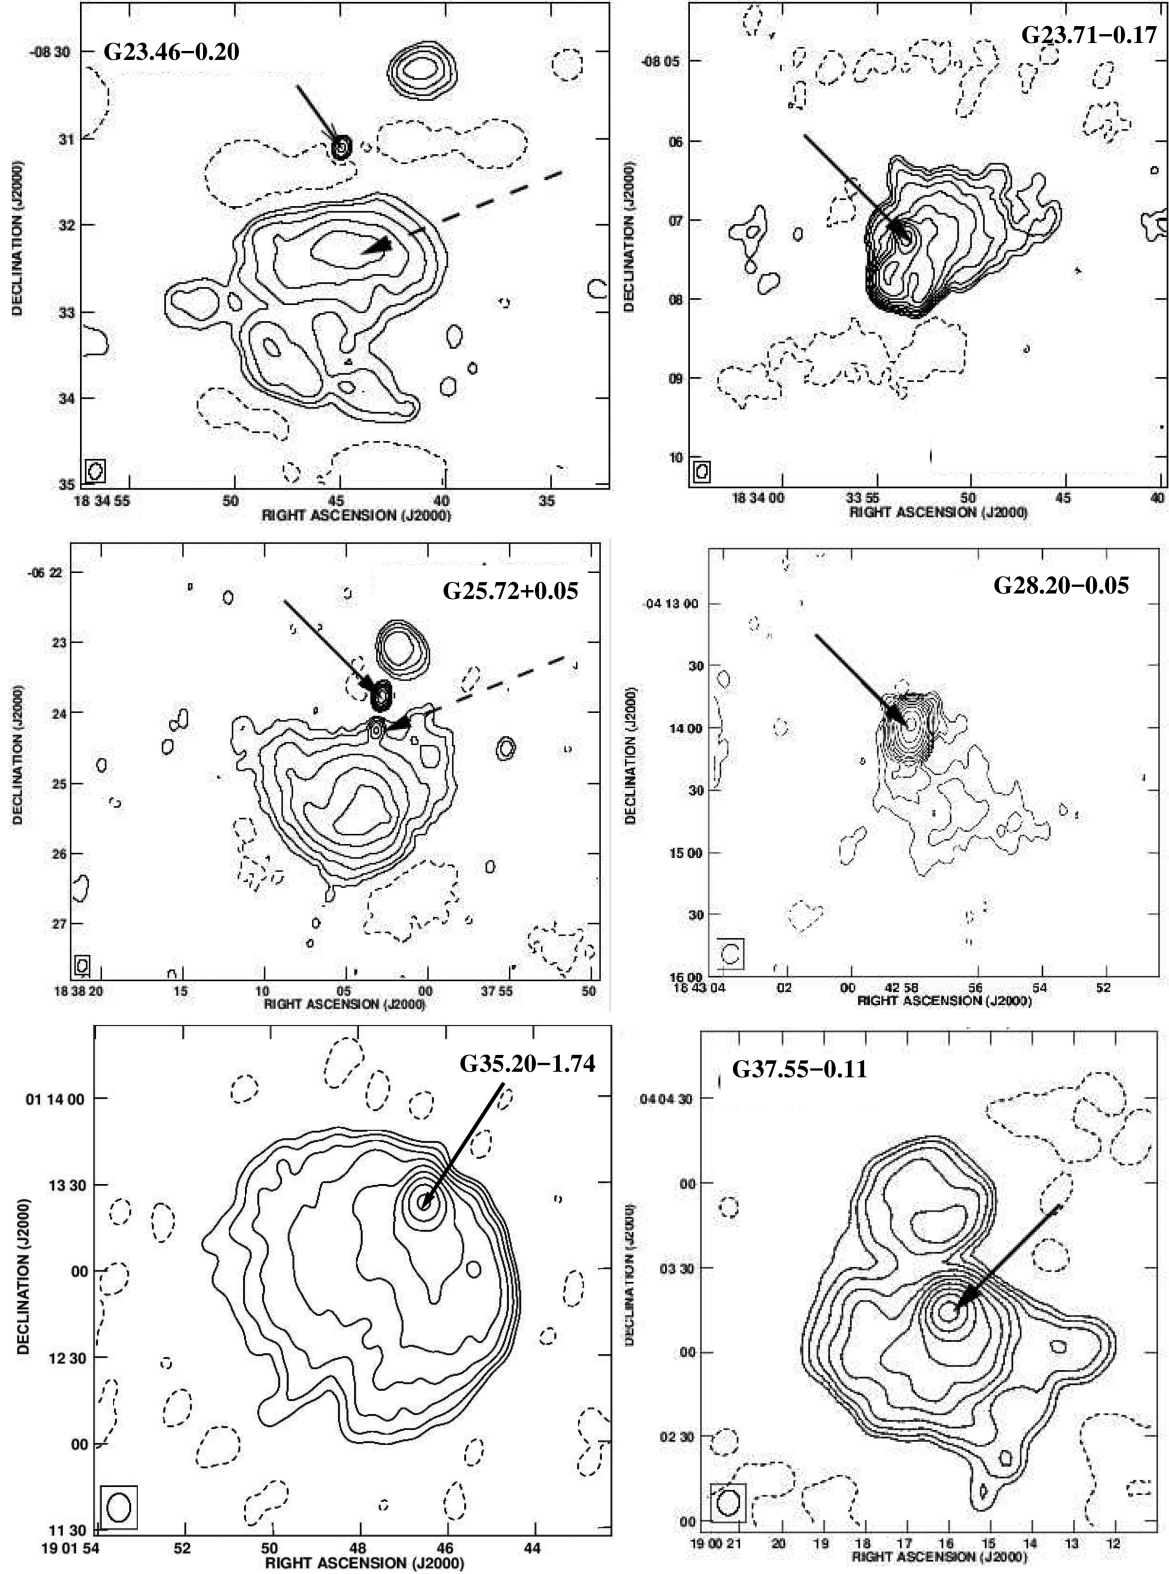 G23.46−0.20
-08 30
31
32
33
34
35
DECLINATION (J2000)
18 34 55
50
45
40
35
RIGHT ASCENSION (J2000)
G23.71−0.17
-08 05
06
07
08
09
10
DECLINATION (J2000)
18 34 00
33 55
50
45
40
RIGHT ASCENSION (J2000)
G25.72+0.05
-06 22
23
24
25
26
27
DECLINATION (J2000)
18 38 20
15
10
05
00
37 55
50
RIGHT ASCENSION (J2000)
G28.20−0.05
-04 13 00
30
14 00
30
15 00
30
16 00
DECLINATION (J2000)
18 43 04
02
00
42 58
56
54
52
RIGHT ASCENSION (J2000)
G35.20−1.74
01 14 00
13 30
00
12 30
00
11 30
DECLINATION (J2000)
19 01 54
52
50
48
46
44
RIGHT ASCENSION (J2000)
G37.55−0.11
04 04 30
00
03 30
00
02 30
00
DECLINATION (J2000)
19 00 21
20
19
18
17
16
15
14
13
12
RIGHT ASCENSION (J2000)